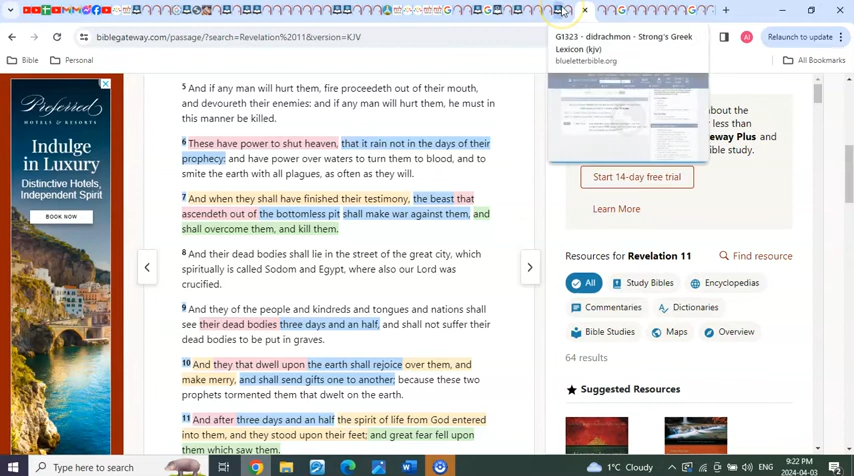 biblegateway.com/passage/?search=Revelation%2011&version=KJV
AI
Relaunch to update
Bible
Personal
All Bookmarks
G1323 - didrachmon - Strong's Greek
Lexicon (kjv)
blueletterbible.org
Preferred
HOTELS & RESORTS
Indulge
in Luxury
Distinctive Hotels,
Independent Spirit
BOOK NOW
5 And if any man will hurt them, fire proceedeth out of their mouth,
and devoureth their enemies: and if any man will hurt them, he must in
this manner be killed.
6 These have power to shut heaven, that it rain not in the days of their
prophecy: and have power over waters to turn them to blood, and to
smite the earth with all plagues, as often as they will.
7 And when they shall have finished their testimony, the beast that
ascendeth out of the bottomless pit shall make war against them, and
shall overcome them, and kill them.
8 And their dead bodies shall lie in the street of the great city, which
spiritually is called Sodom and Egypt, where also our Lord was
crucified.
9 And they of the people and kindreds and tongues and nations shall
see their dead bodies three days and an half, and shall not suffer their
dead bodies to be put in graves.
10 And they that dwell upon the earth shall rejoice over them, and
make merry, and shall send gifts one to another; because these two
prophets tormented them that dwelt on the earth.
11 And after three days and an half the spirit of life from God entered
into them, and they stood upon their feet; and great fear fell upon
them which saw them.
about the
y less than
teway Plus and
ible study.
Start 14-day free trial
Learn More
Resources for Revelation 11
Find resource
All
Study Bibles
Encyclopedias
Commentaries
Dictionaries
Bible Studies
Maps
Overview
64 results
Suggested Resources
Type here to search
1°C Cloudy
ENG
9:22 PM
2024-04-03